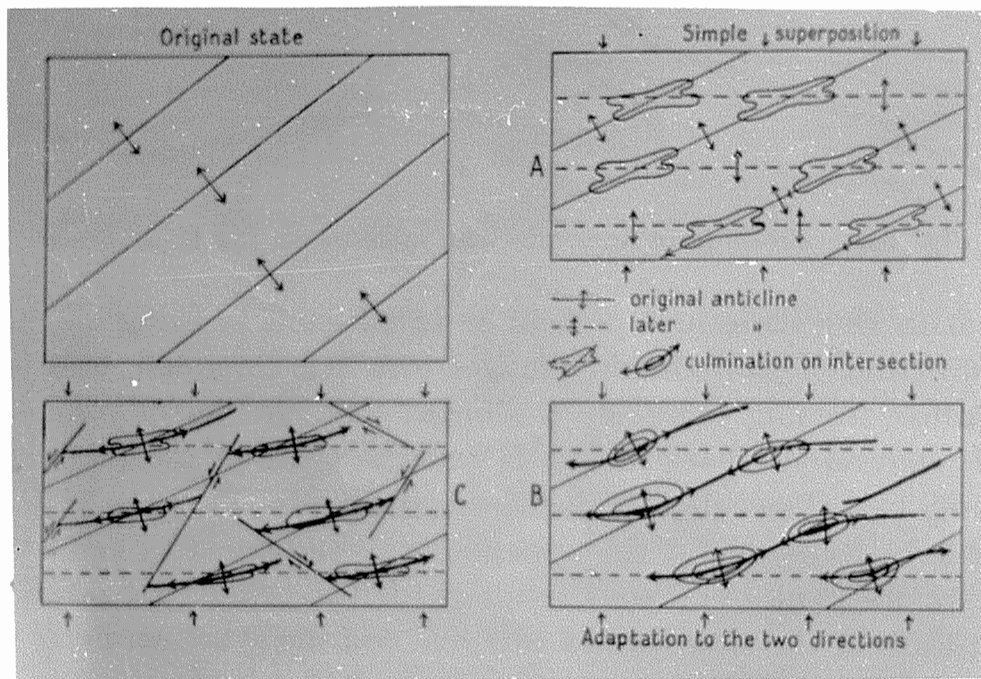 Original state
Simple superposition
A
original anticline
later "
culmination on intersection
C
B
Adaptation to the two directions